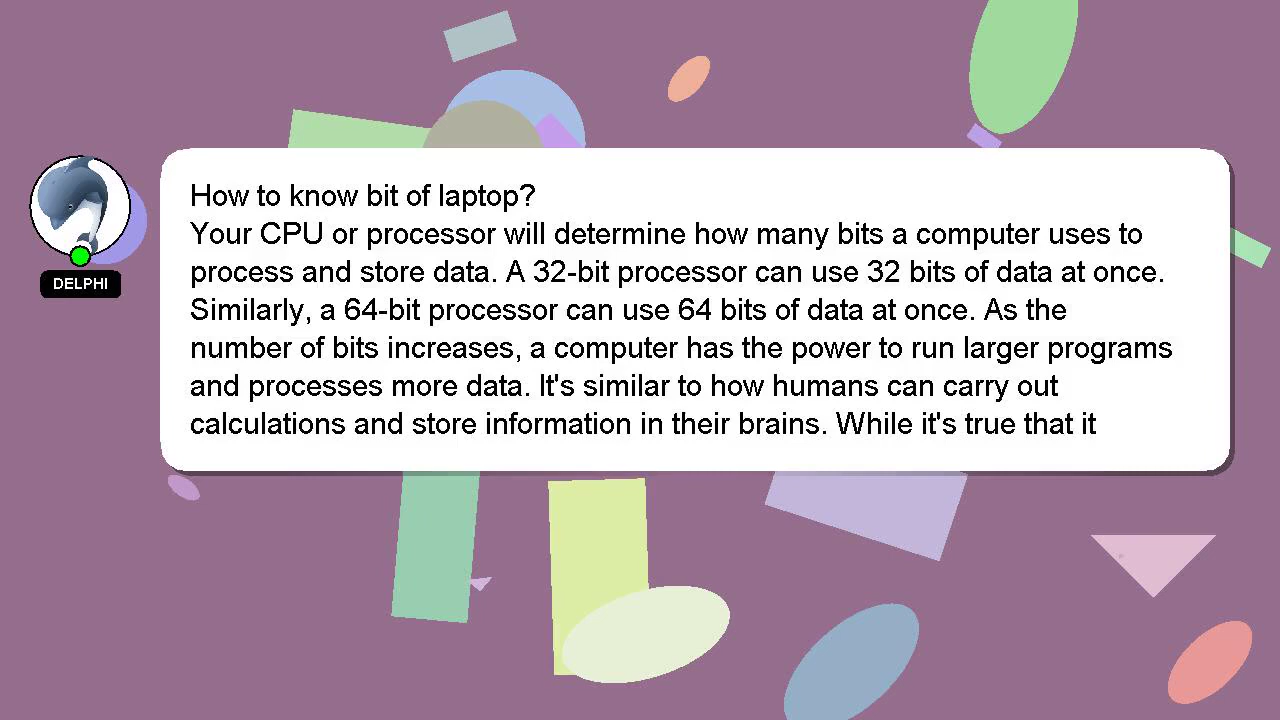 How to know bit of laptop?
Your CPU or processor will determine how many bits a computer uses to
process and store data. A 32-bit processor can use 32 bits of data at once.
Similarly, a 64-bit processor can use 64 bits of data at once. As the
number of bits increases, a computer has the power to run larger programs
and processes more data. It's similar to how humans can carry out
calculations and store information in their brains. While it's true that it
DELPHI